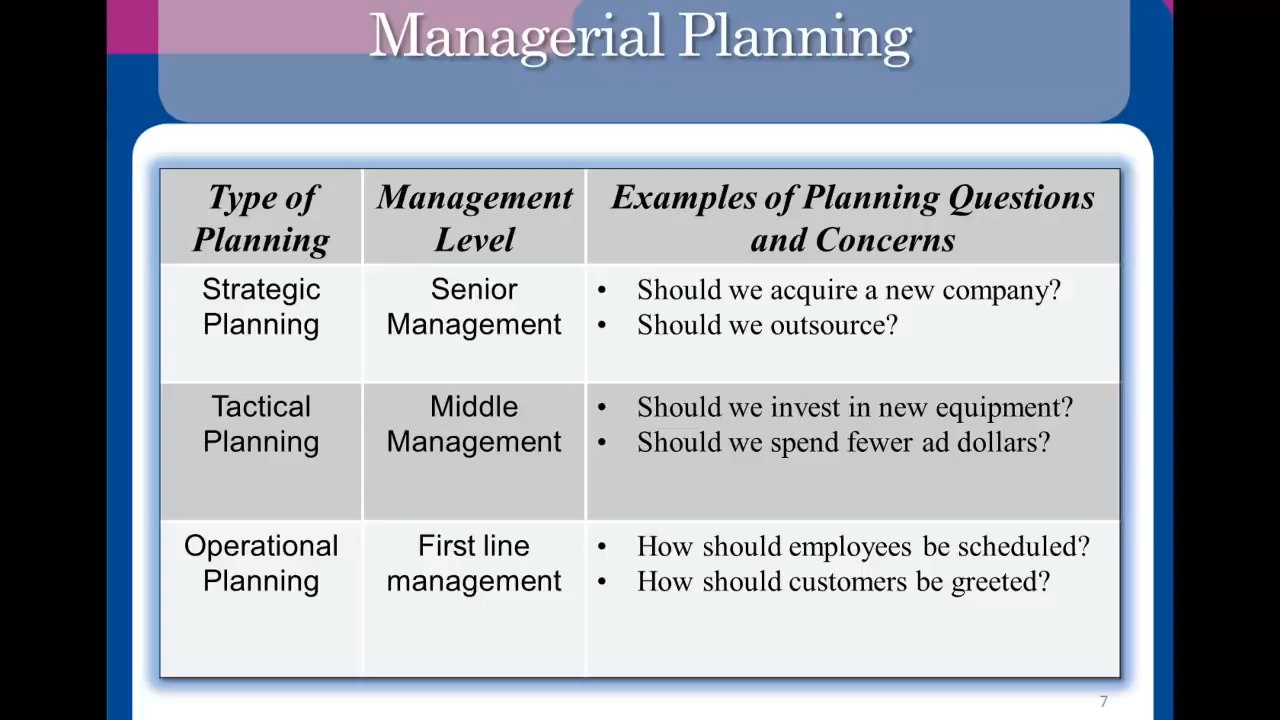 Managerial Planning
Type of
Planning
Management
Level
Examples of Planning Questions
and Concerns
Strategic
Planning
Senior
Management
• Should we acquire a new company?
• Should we outsource?
Tactical
Planning
Middle
Management
• Should we invest in new equipment?
• Should we spend fewer ad dollars?
Operational
Planning
First line
management
• How should employees be scheduled?
• How should customers be greeted?
7